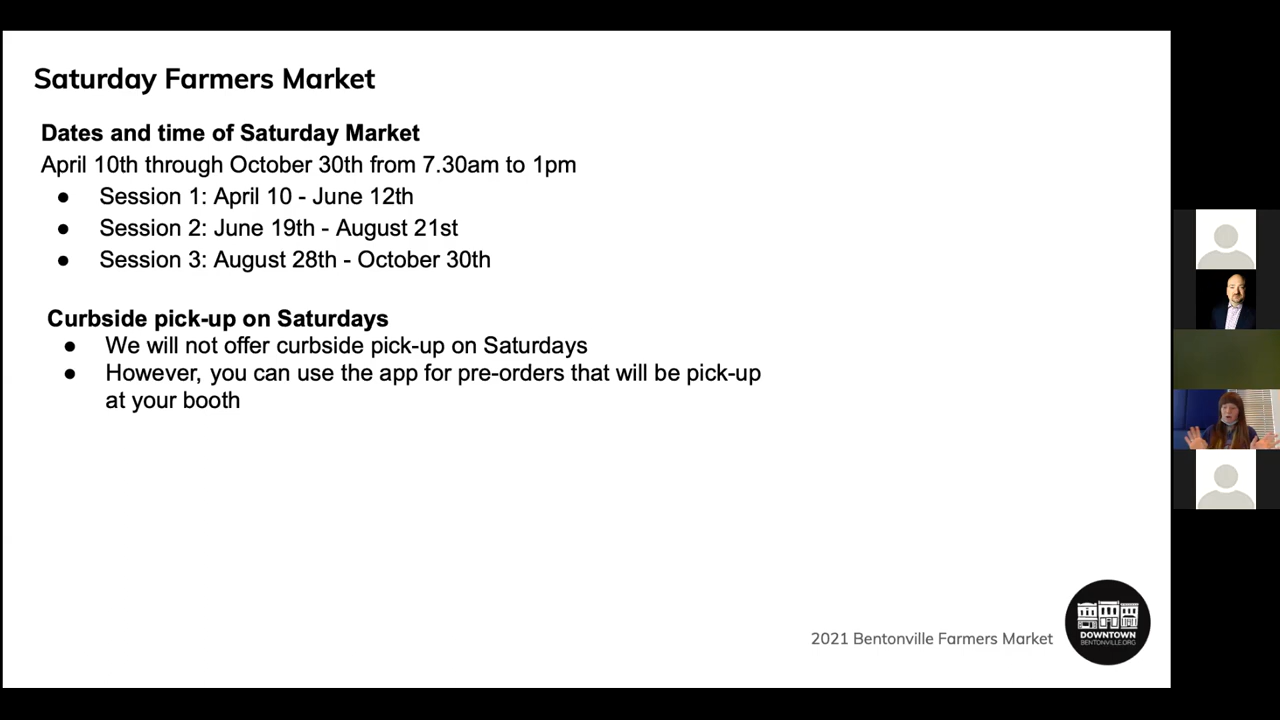 Saturday Farmers Market
Dates and time of Saturday Market
April 10th through October 30th from 7.30am to 1pm
● Session 1: April 10 - June 12th
● Session 2: June 19th - August 21st
● Session 3: August 28th - October 30th
Curbside pick-up on Saturdays
● We will not offer curbside pick-up on Saturdays
● However, you can use the app for pre-orders that will be pick-up
at your booth
2021 Bentonville Farmers Market
DOWNTOWN
BENTONVILLE.ORG